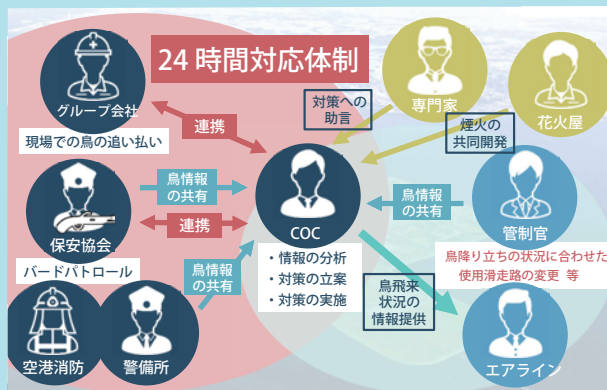 24 時間対応体制
グループ会社
現場での鳥の追い払い
連携
対策への
助言
専門家
煙火の
共同開発
花火屋
鳥情報
の共有
連携
保安協会
バードパトロール
COC
・情報の分析
・対策の立案
・対策の実施
鳥情報
の共有
管制官
鳥降り立ちの状況に合わせた
使用滑走路の変更 等
鳥情報
の共有
鳥飛来
状況の
情報提供
空港消防
警備所
エアライン